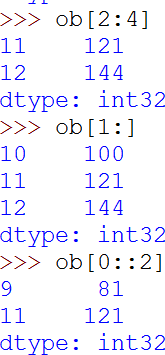 >>> ob[2:4]
11     121
12     144
dtype: int32
>>> ob[1:]
10     100
11     121
12     144
dtype: int32
>>> ob[0::2]
9       81
11     121
dtype: int32